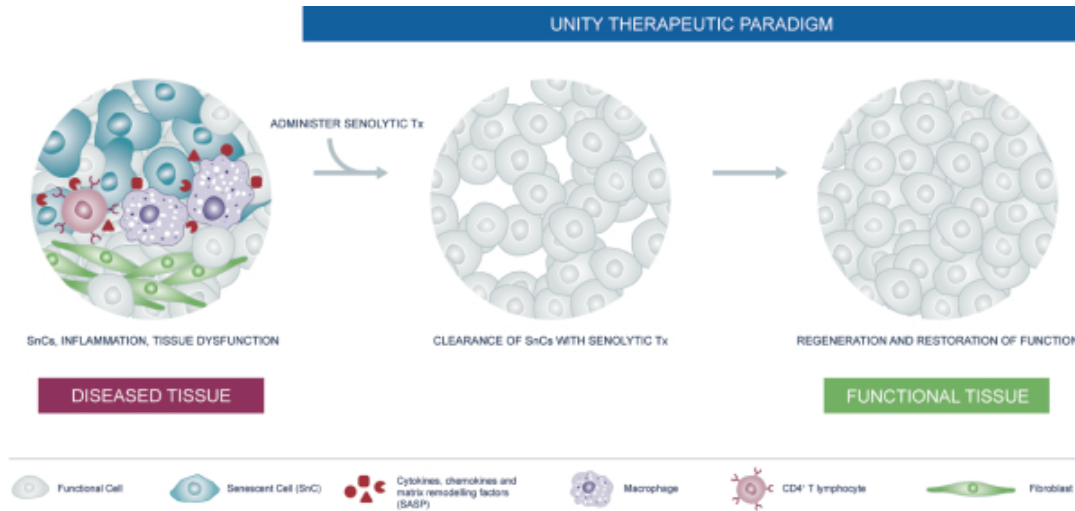 UNITY THERAPEUTIC PARADIGM
ADMINISTER SENOLYTIC Tx
SnCs, INFLAMMATION, TISSUE DYSFUNCTION
CLEARANCE OF SnCs WITH SENOLYTIC Tx
REGENERATION AND RESTORATION OF FUNCTION
DISEASED TISSUE
FUNCTIONAL TISSUE
Functional Cell
Senescent Cell (SnC)
Cytokines, chemokines and
matrix remodelling factors
(SASP)
Macrophage
CD4⁺ T lymphocyte
Fibroblast